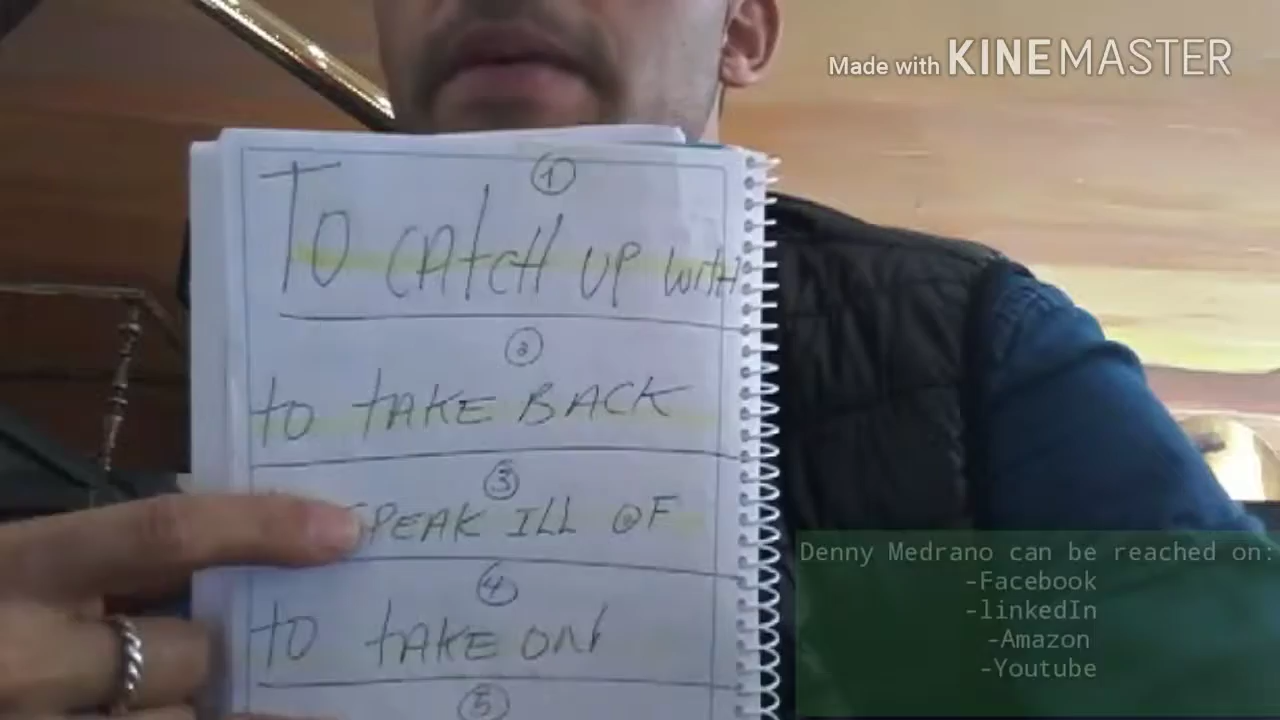 Made with KINEMASTER
①
To CAtcH UP WitH
②
to tAKE BACK
③
SPEAK ILL OF
④
to tAKE ON
⑤
Denny Medrano can be reached on:
-Facebook
-linkedIn
-Amazon
-Youtube